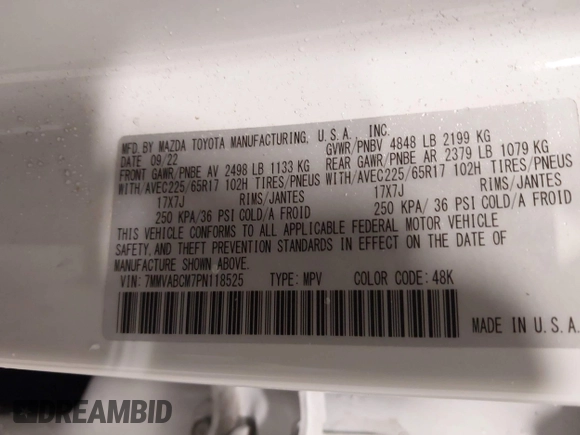 MFD. BY MAZDA TOYOTA MANUFACTURING, U.S.A., INC.
DATE 09/22 GVWR/PNBV 4848 LB 2199 KG
FRONT GAWR/PNBE AV 2498 LB 1133 KG REAR GAWR/PNBE AR 2379 LB 1079 KG
WITH/AVEC225/65R17 102H TIRES/PNEUS WITH/AVEC225/65R17 102H TIRES/PNEUS
17X7J RIMS/JANTES 17X7J RIMS/JANTES
250 KPA/36 PSI COLD/A FROID 250 KPA/ 36 PSI COLD/A FROID
THIS VEHICLE CONFORMS TO ALL APPLICABLE FEDERAL MOTOR VEHICLE
SAFETY, AND THEFT PREVENTION STANDARDS IN EFFECT ON THE DATE OF
MANUFACTURE SHOWN ABOVE.
VIN: 7MMVABCM7PN118525 TYPE: MPV COLOR CODE: 48K
MADE IN U.S.A.
DREAMBID